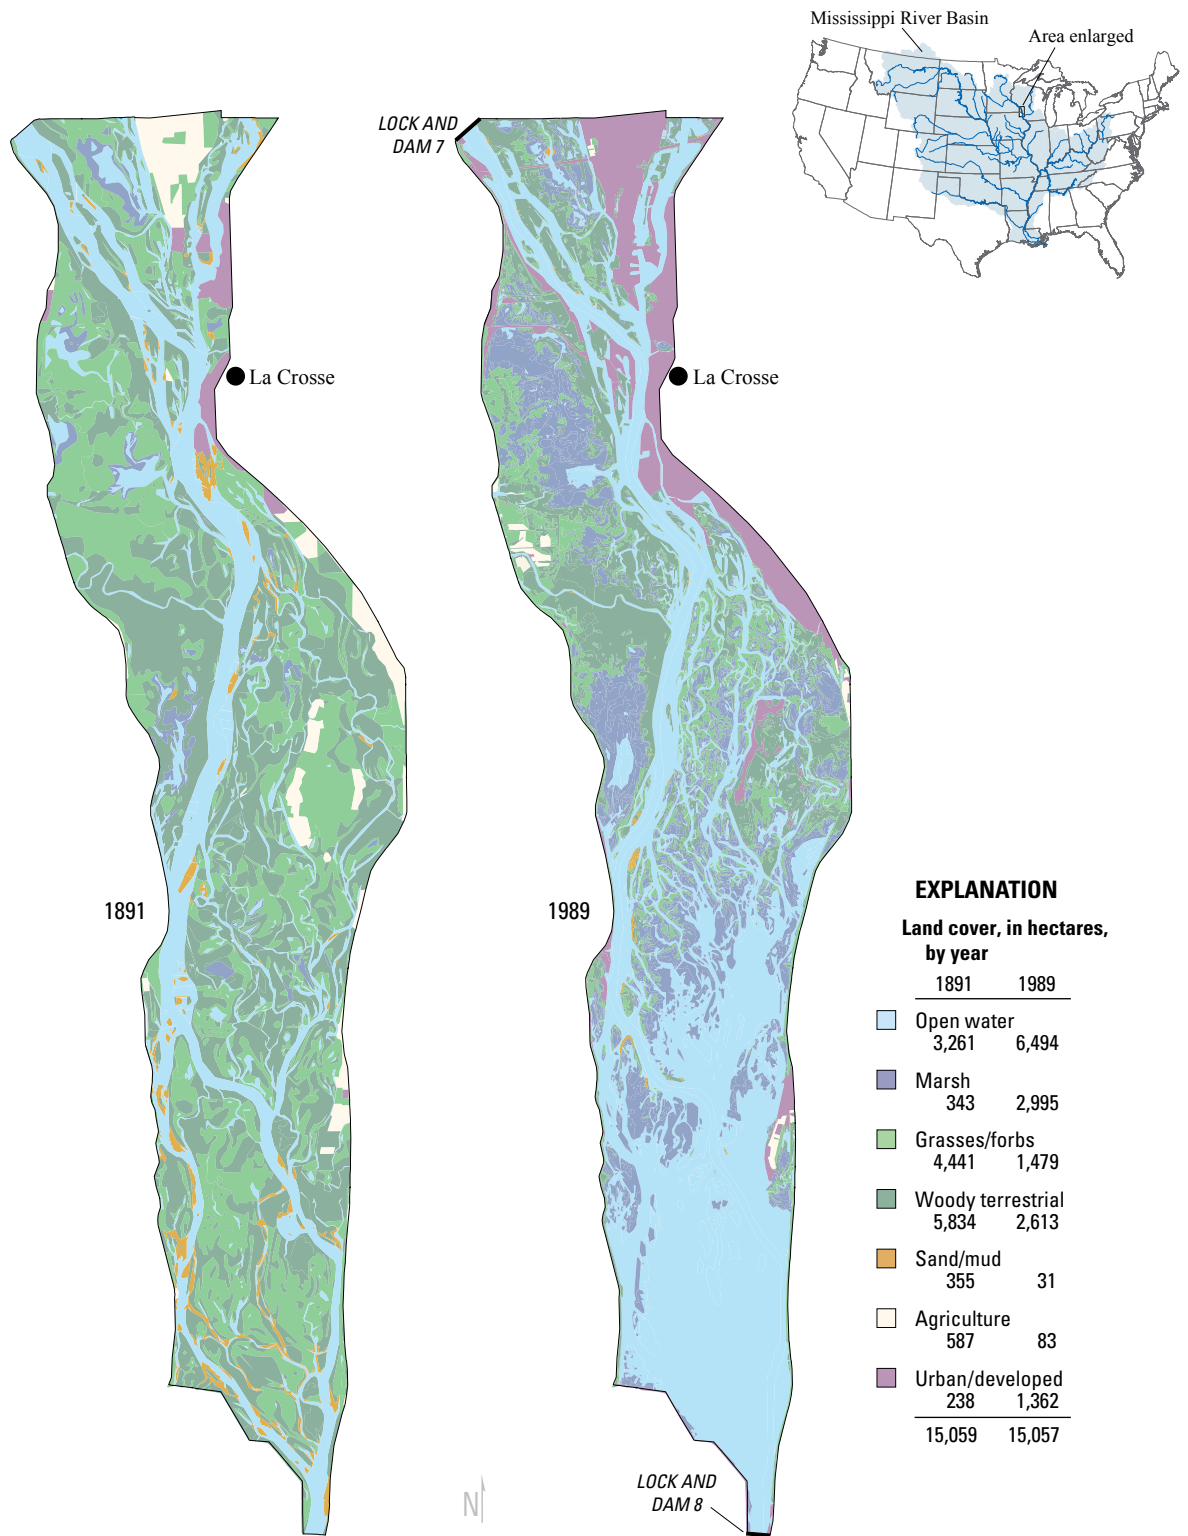 Mississippi River Basin
Area enlarged
LOCK AND
DAM 7
La Crosse
La Crosse
1891
1989
EXPLANATION
Land cover, in hectares,
by year
1891 1989
Open water
3,261 6,494
Marsh
343 2,995
Grasses/forbs
4,441 1,479
Woody terrestrial
5,834 2,613
Sand/mud
355 31
Agriculture
587 83
Urban/developed
238 1,362
15,059 15,057
LOCK AND
DAM 8
N